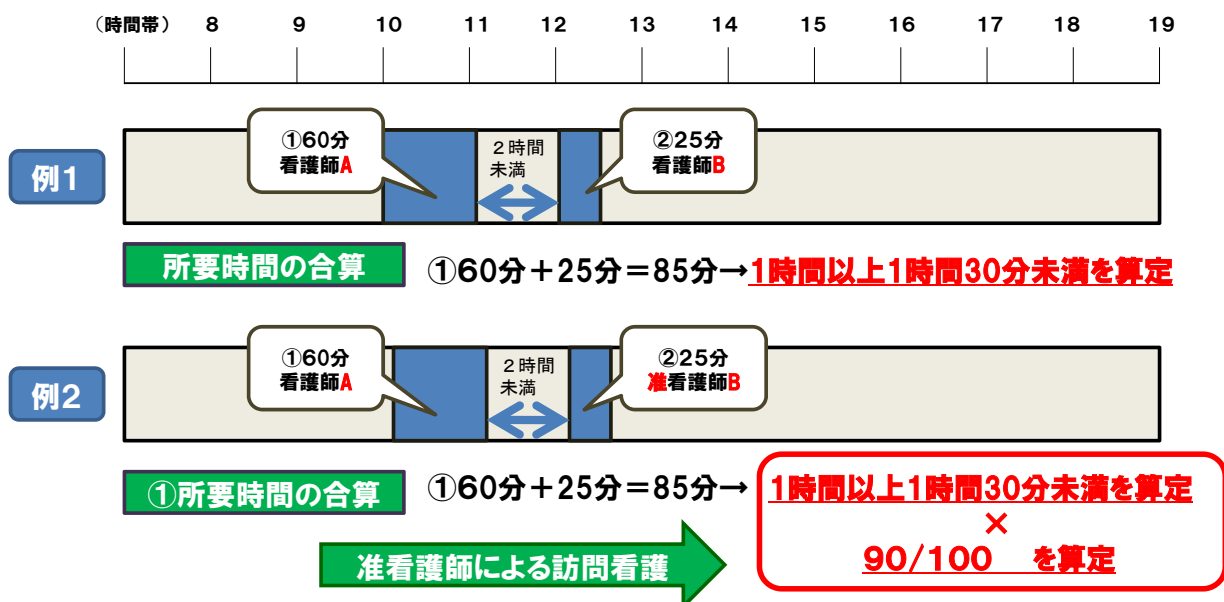 （時間帯） 8 9 10 11 12 13 14 15 16 17 18 19
例1
①60分
看護師A
２時間
未満
②25分
看護師B
所要時間の合算
①60分＋25分＝85分→1時間以上1時間30分未満を算定
例2
①60分
看護師A
２時間
未満
②25分
准看護師B
①所要時間の合算
①60分＋25分＝85分→
1時間以上1時間30分未満を算定
×
90/100 を算定
准看護師による訪問看護